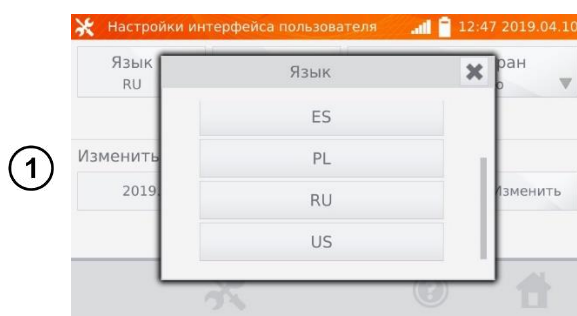 Настройки интерфейса пользователя 12:47 2019.04.10
Язык
RU
Язык
ES
PL
RU
US
Изменить
2019.
Изменить
1